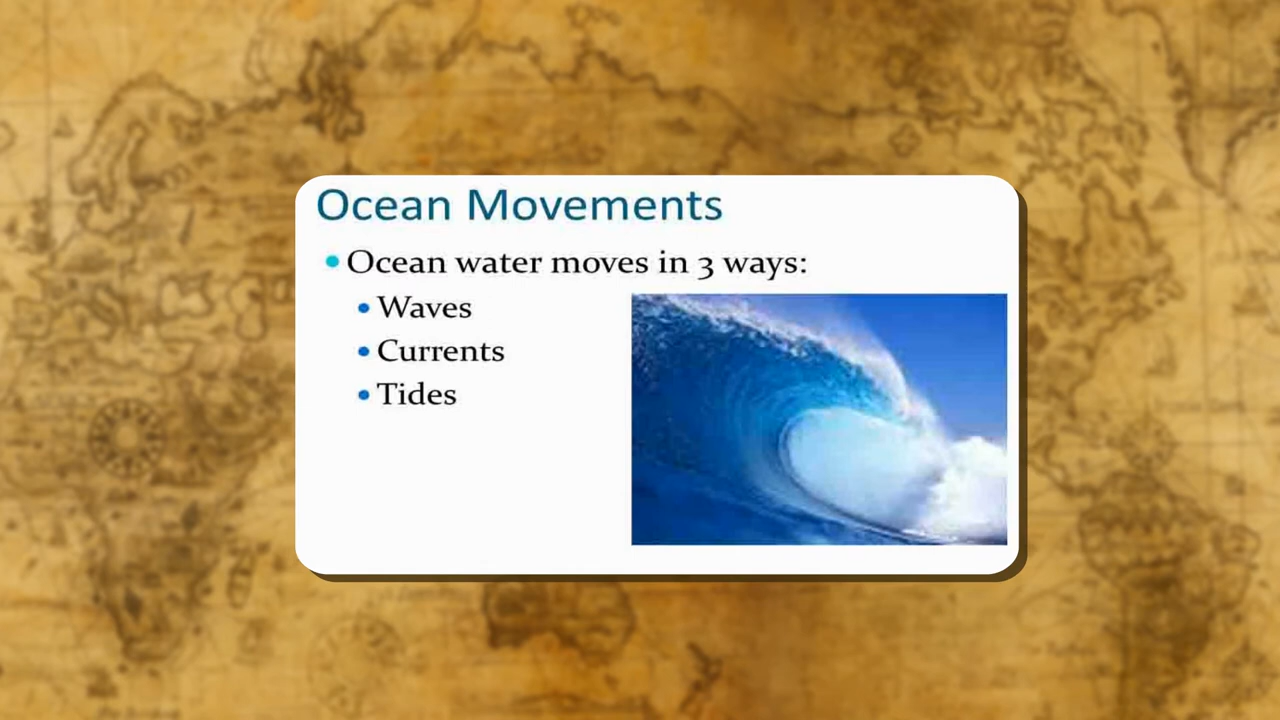 Ocean Movements
Ocean water moves in 3 ways:
Waves
Currents
Tides